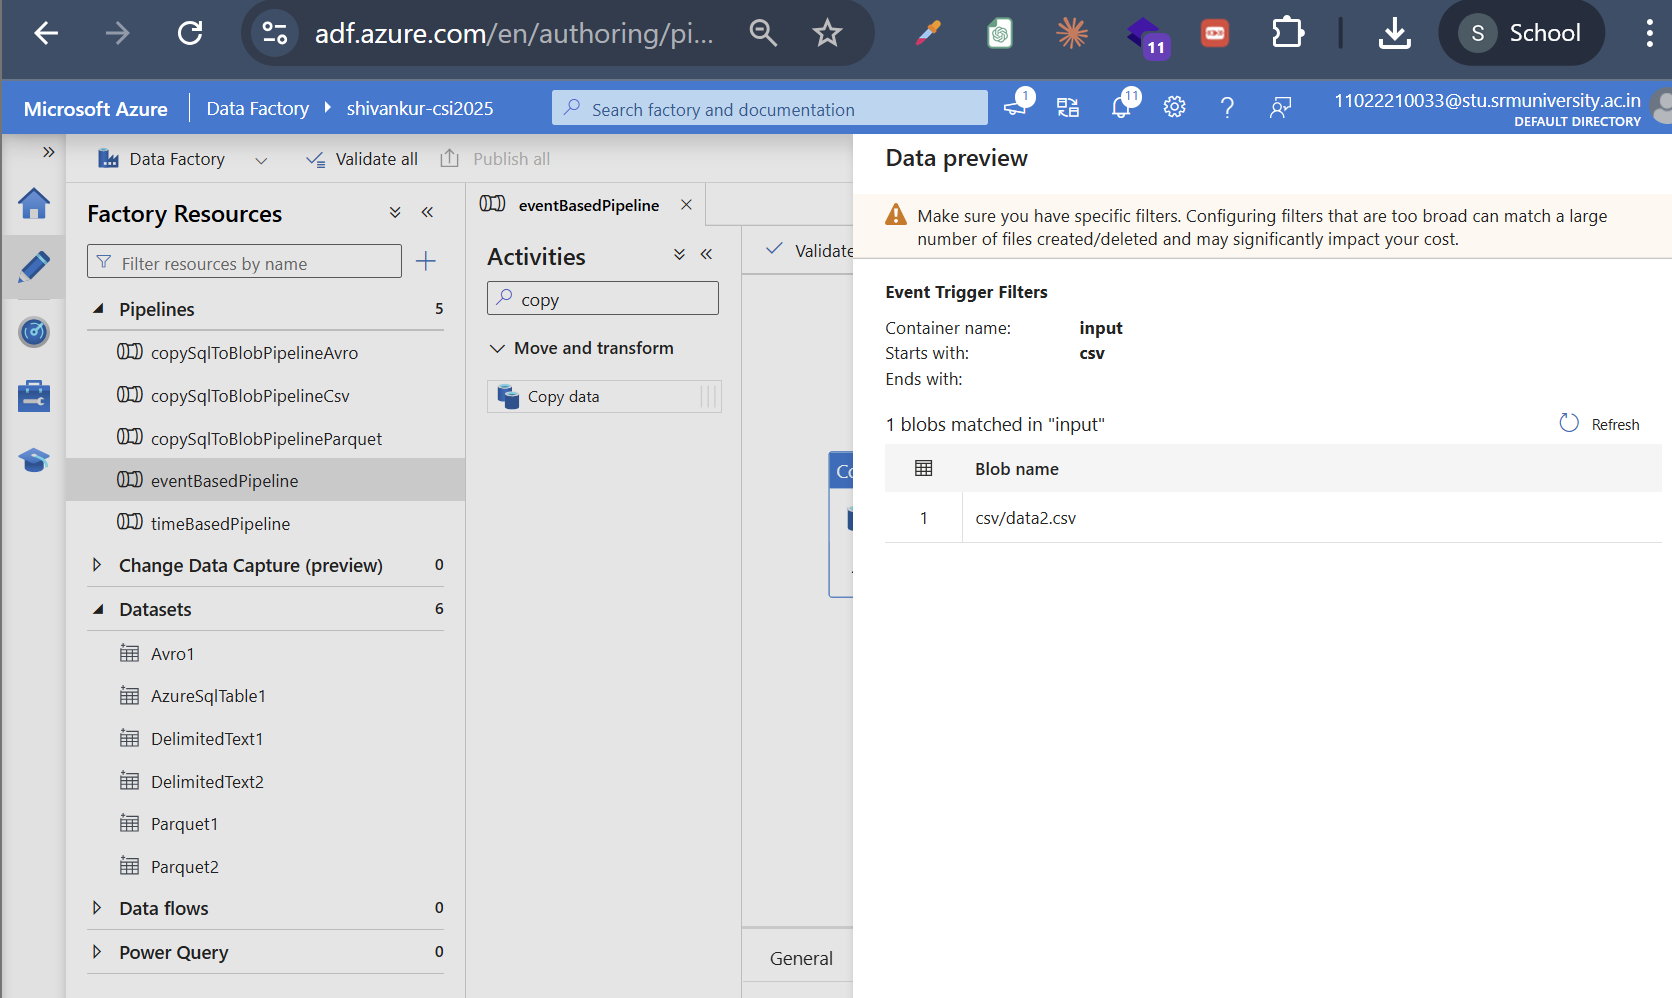 adf.azure.com/en/authoring/pi...
11
S School
Microsoft Azure
Data Factory
shivankur-csi2025
Search factory and documentation
1
11
11022210033@stu.srmuniversity.ac.in
DEFAULT DIRECTORY
Data Factory
Validate all
Publish all
Factory Resources
Filter resources by name
Pipelines 5
copySqlToBlobPipelineAvro
copySqlToBlobPipelineCsv
copySqlToBlobPipelineParquet
eventBasedPipeline
timeBasedPipeline
Change Data Capture (preview) 0
Datasets 6
Avro1
AzureSqlTable1
DelimitedText1
DelimitedText2
Parquet1
Parquet2
Data flows 0
Power Query 0
eventBasedPipeline
Activities
copy
Move and transform
Copy data
Validate
Co
General
Data preview
Make sure you have specific filters. Configuring filters that are too broad can match a large
number of files created/deleted and may significantly impact your cost.
Event Trigger Filters
Container name: input
Starts with: csv
Ends with:
1 blobs matched in "input"
Refresh
Blob name
1 csv/data2.csv